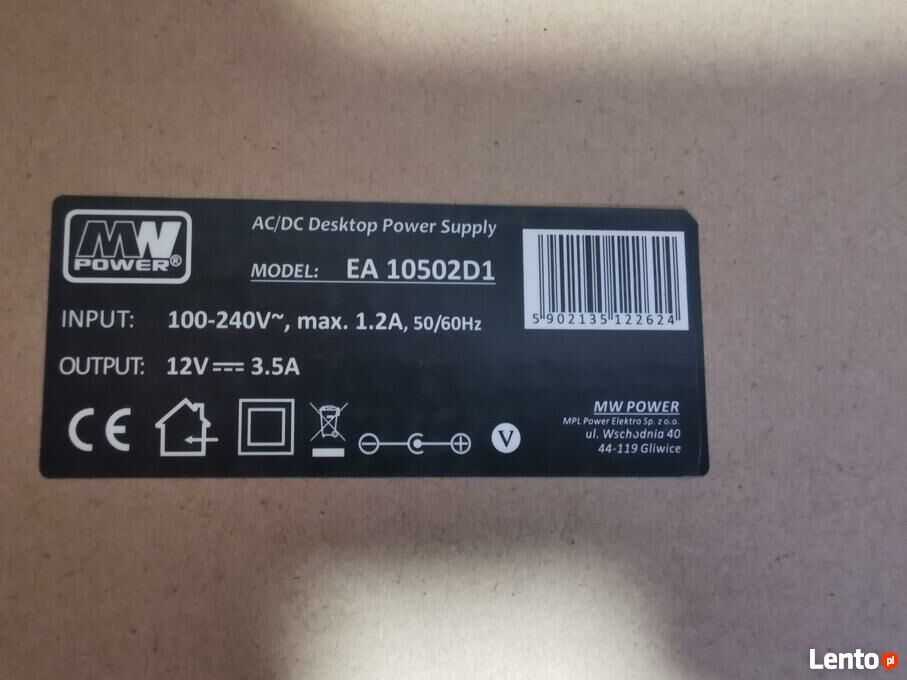 MW
POWER®
AC/DC Desktop Power Supply
MODEL: EA 10502D1
INPUT: 100-240V~, max. 1.2A, 50/60Hz
OUTPUT: 12V⎓3.5A
5 902135 122624
CE
V
MW POWER
MPL Power Elektro Sp. z o.o.
ul. Wschodnia 40
44-119 Gliwice
Lento pl